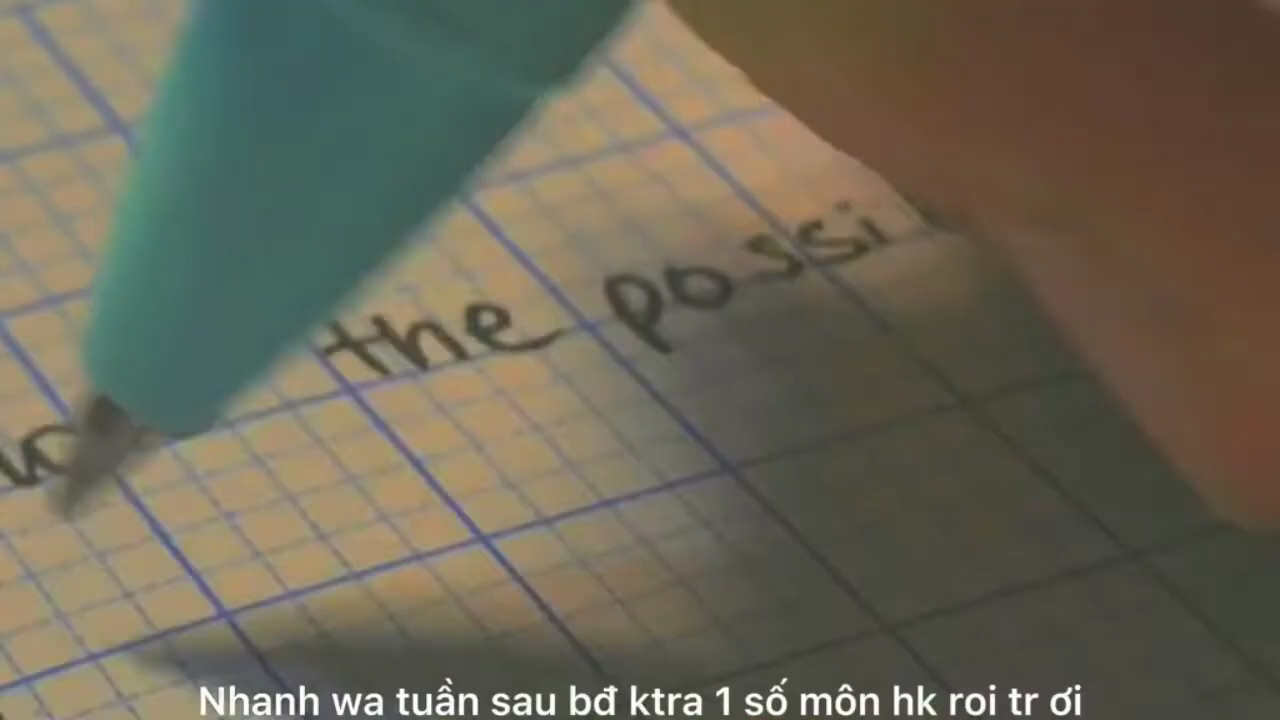 the possi
Nhanh wa tuần sau bđ ktra 1 số môn hk roi tr ơi